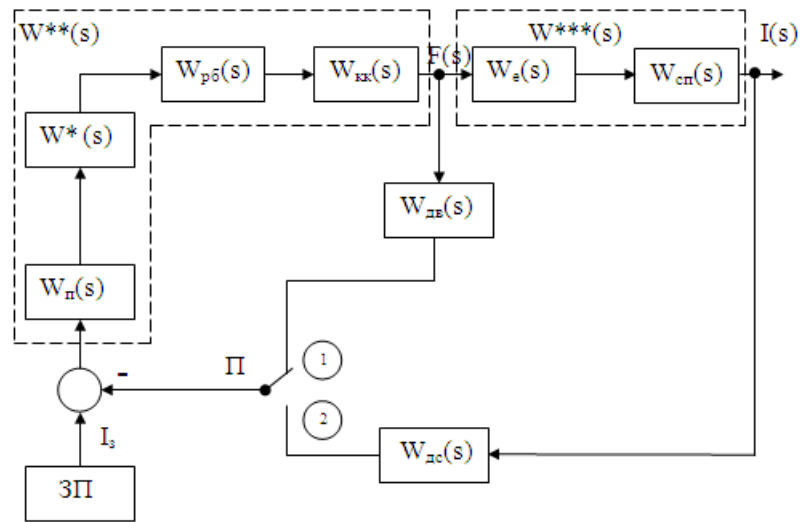 W**(s)
W***(s)
I(s)
Wрб(s)
Wкк(s)
F(s)
Wе(s)
Wсп(s)
W*(s)
Wдв(s)
Wп(s)
П
1
-
2
Iз
Wдс(s)
ЗП